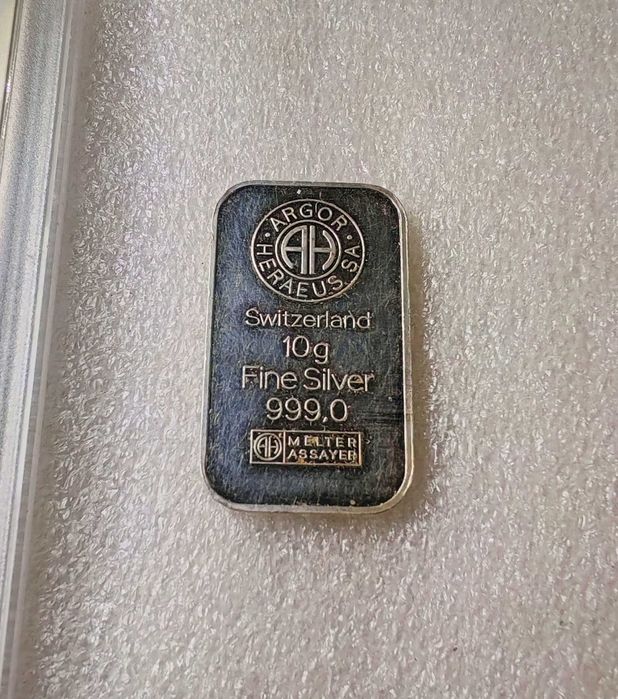 · ARGOR ·
HERAEUS SA
AH
Switzerland
10g
Fine Silver
999,0
AH MELTER
ASSAYER